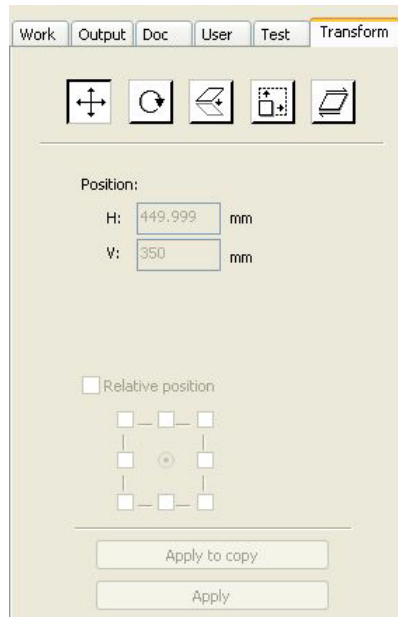 Work Output Doc User Test Transform
Position:
H: 449.999 mm
V: 350 mm
Relative position
Apply to copy
Apply